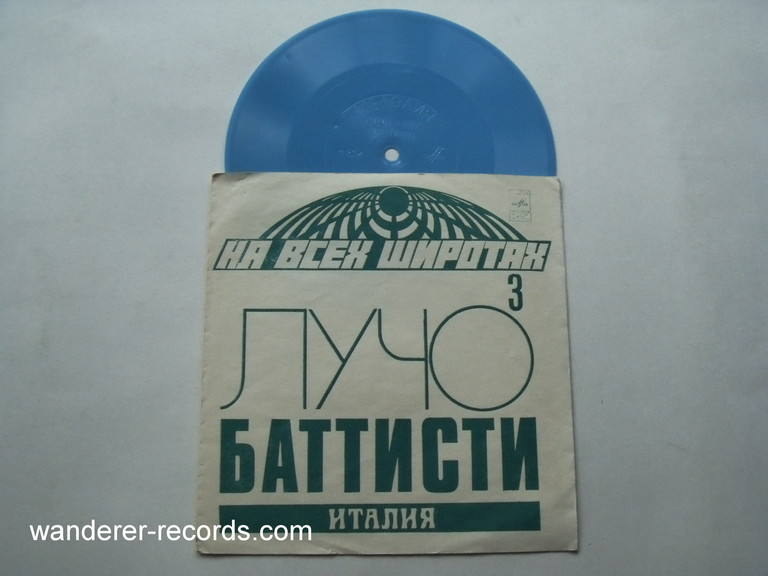 НА ВСЕХ ШИРОТАХ
3
ЛУЧО
БАТТИСТИ
ИТАЛИЯ
wanderer-records.com